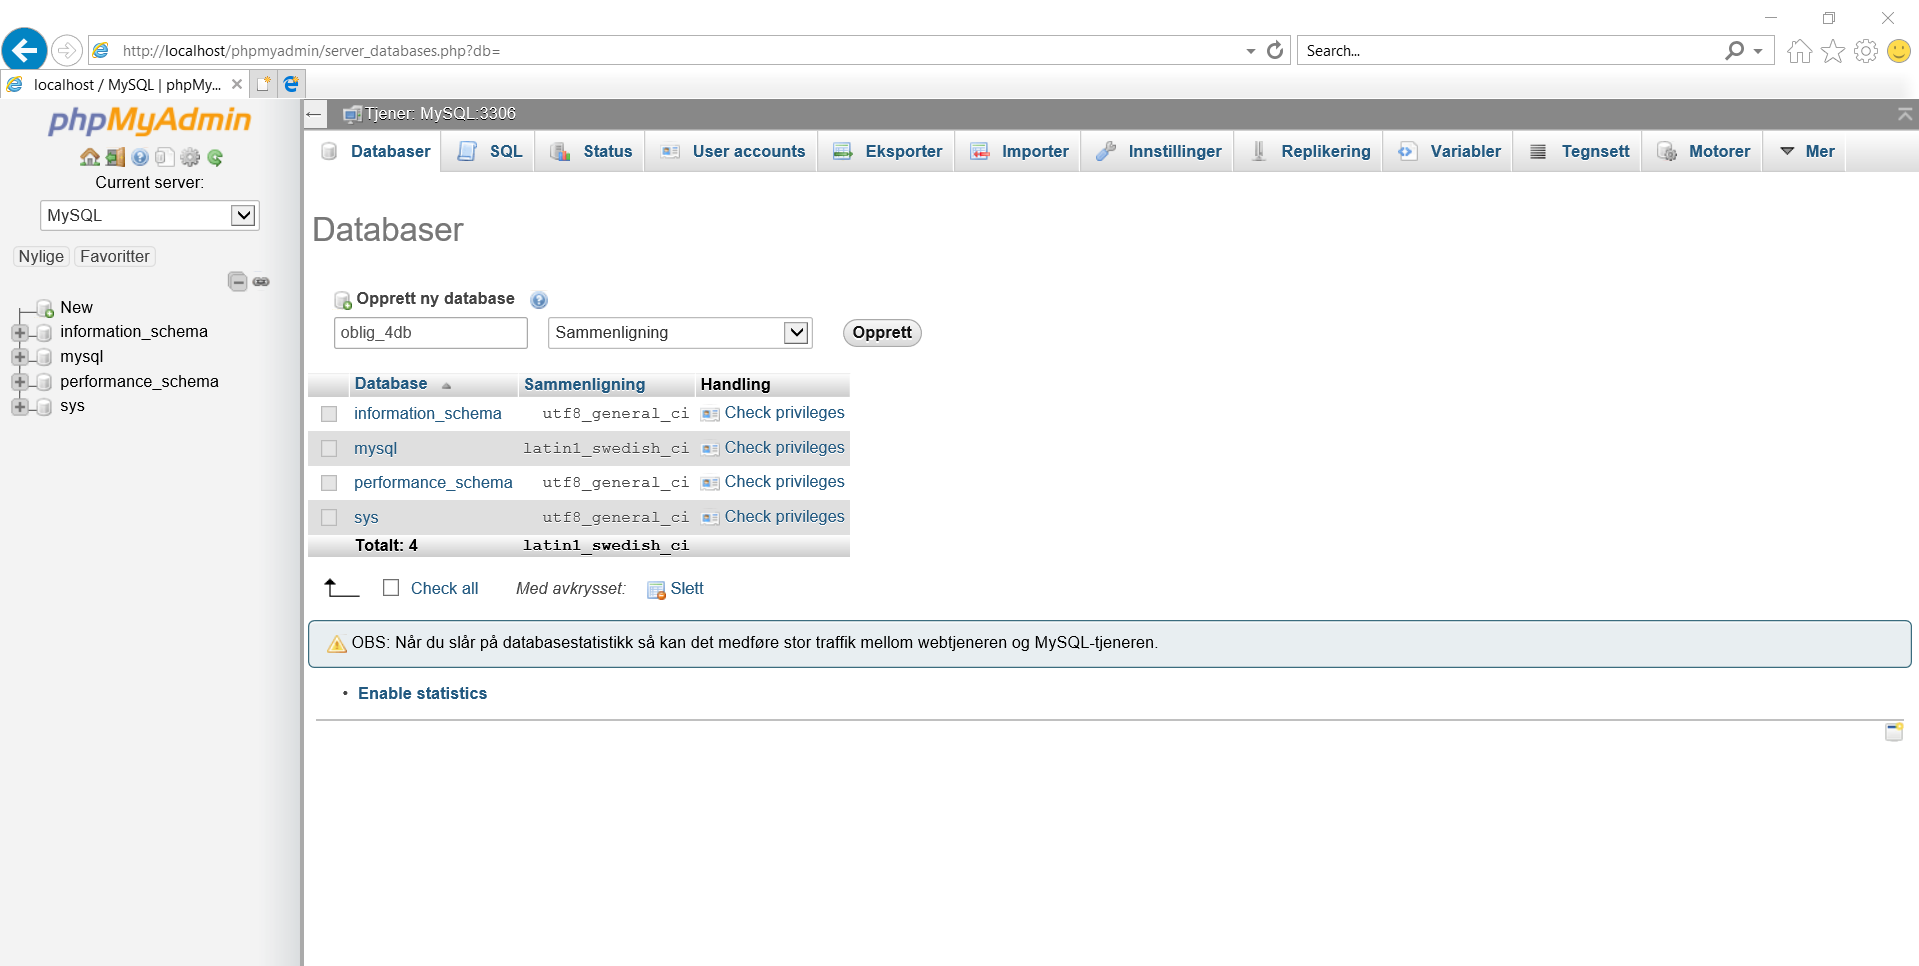 http://localhost/phpmyadmin/server_databases.php?db=
Search...
localhost / MySQL | phpMy...
phpMyAdmin
Tjener: MySQL:3306
Databaser SQL Status User accounts Eksporter Importer Innstillinger Replikering Variabler Tegnsett Motorer Mer
Current server:
MySQL
Nylige Favoritter
New
information_schema
mysql
performance_schema
sys
Databaser
Opprett ny database
oblig_4db Sammenligning Opprett
Database Sammenligning Handling
information_schema utf8_general_ci Check privileges
mysql latin1_swedish_ci Check privileges
performance_schema utf8_general_ci Check privileges
sys utf8_general_ci Check privileges
Totalt: 4 latin1_swedish_ci
Check all Med avkrysset: Slett
OBS: Når du slår på databasestatistikk så kan det medføre stor traffik mellom webtjeneren og MySQL-tjeneren.
• Enable statistics